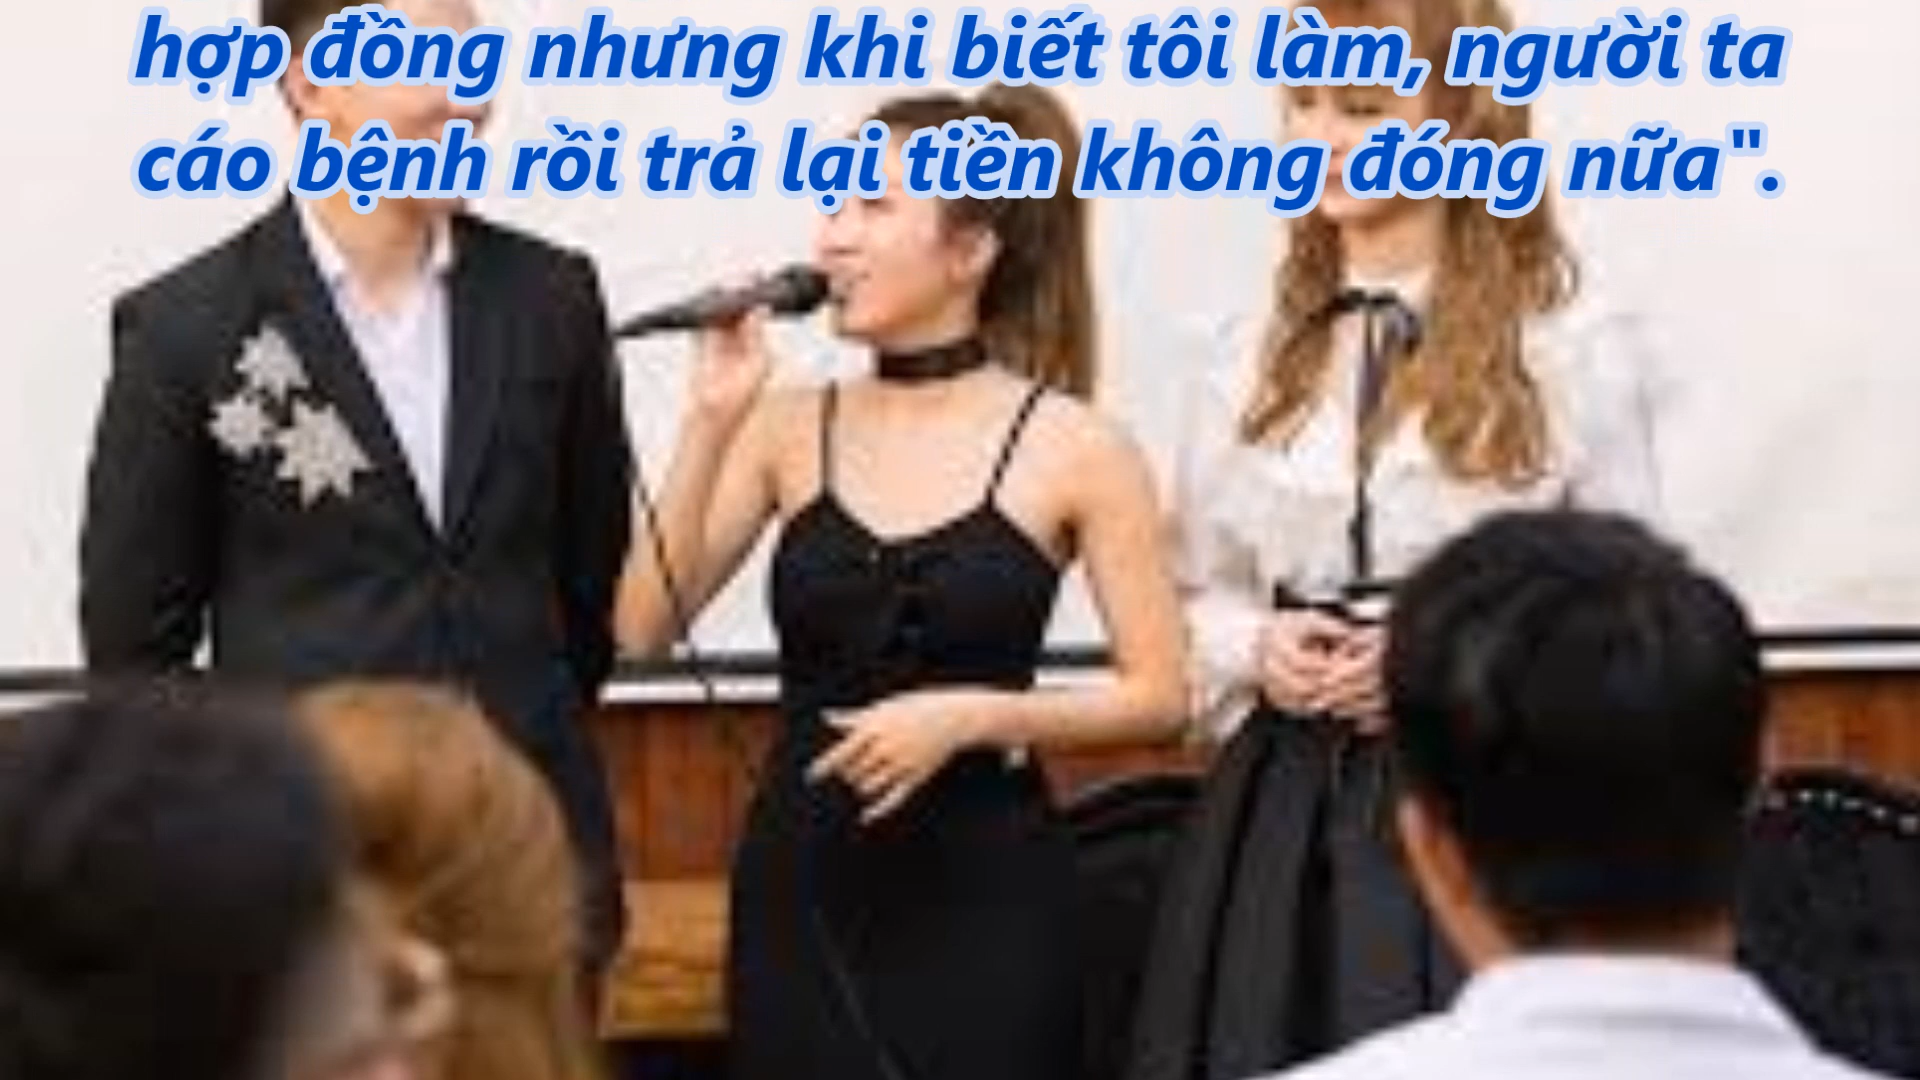 hợp đồng nhưng khi biết tôi làm, người ta
cáo bệnh rồi trả lại tiền không đóng nữa".